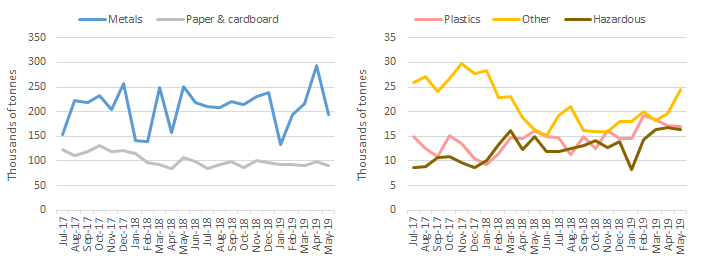 Metals Paper & cardboard
Thousands of tonnes
350
300
250
200
150
100
50
0
Jul-17 Aug-17 Sep-17 Oct-17 Nov-17 Dec-17 Jan-18 Feb-18 Mar-18 Apr-18 May-18 Jun-18 Jul-18 Aug-18 Sep-18 Oct-18 Nov-18 Dec-18 Jan-19 Feb-19 Mar-19 Apr-19 May-19
Plastics Other Hazardous
Thousands of tonnes
35
30
25
20
15
10
5
0
Jul-17 Aug-17 Sep-17 Oct-17 Nov-17 Dec-17 Jan-18 Feb-18 Mar-18 Apr-18 May-18 Jun-18 Jul-18 Aug-18 Sep-18 Oct-18 Nov-18 Dec-18 Jan-19 Feb-19 Mar-19 Apr-19 May-19